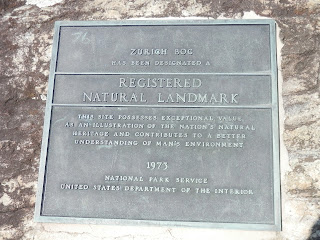 ZURICH BOG
HAS BEEN DESIGNATED A
REGISTERED
NATURAL LANDMARK
THIS SITE POSSESSES EXCEPTIONAL VALUE
AS AN ILLUSTRATION OF THE NATION'S NATURAL
HERITAGE AND CONTRIBUTES TO A BETTER
UNDERSTANDING OF MAN'S ENVIRONMENT
1973
NATIONAL PARK SERVICE
UNITED STATES DEPARTMENT OF THE INTERIOR